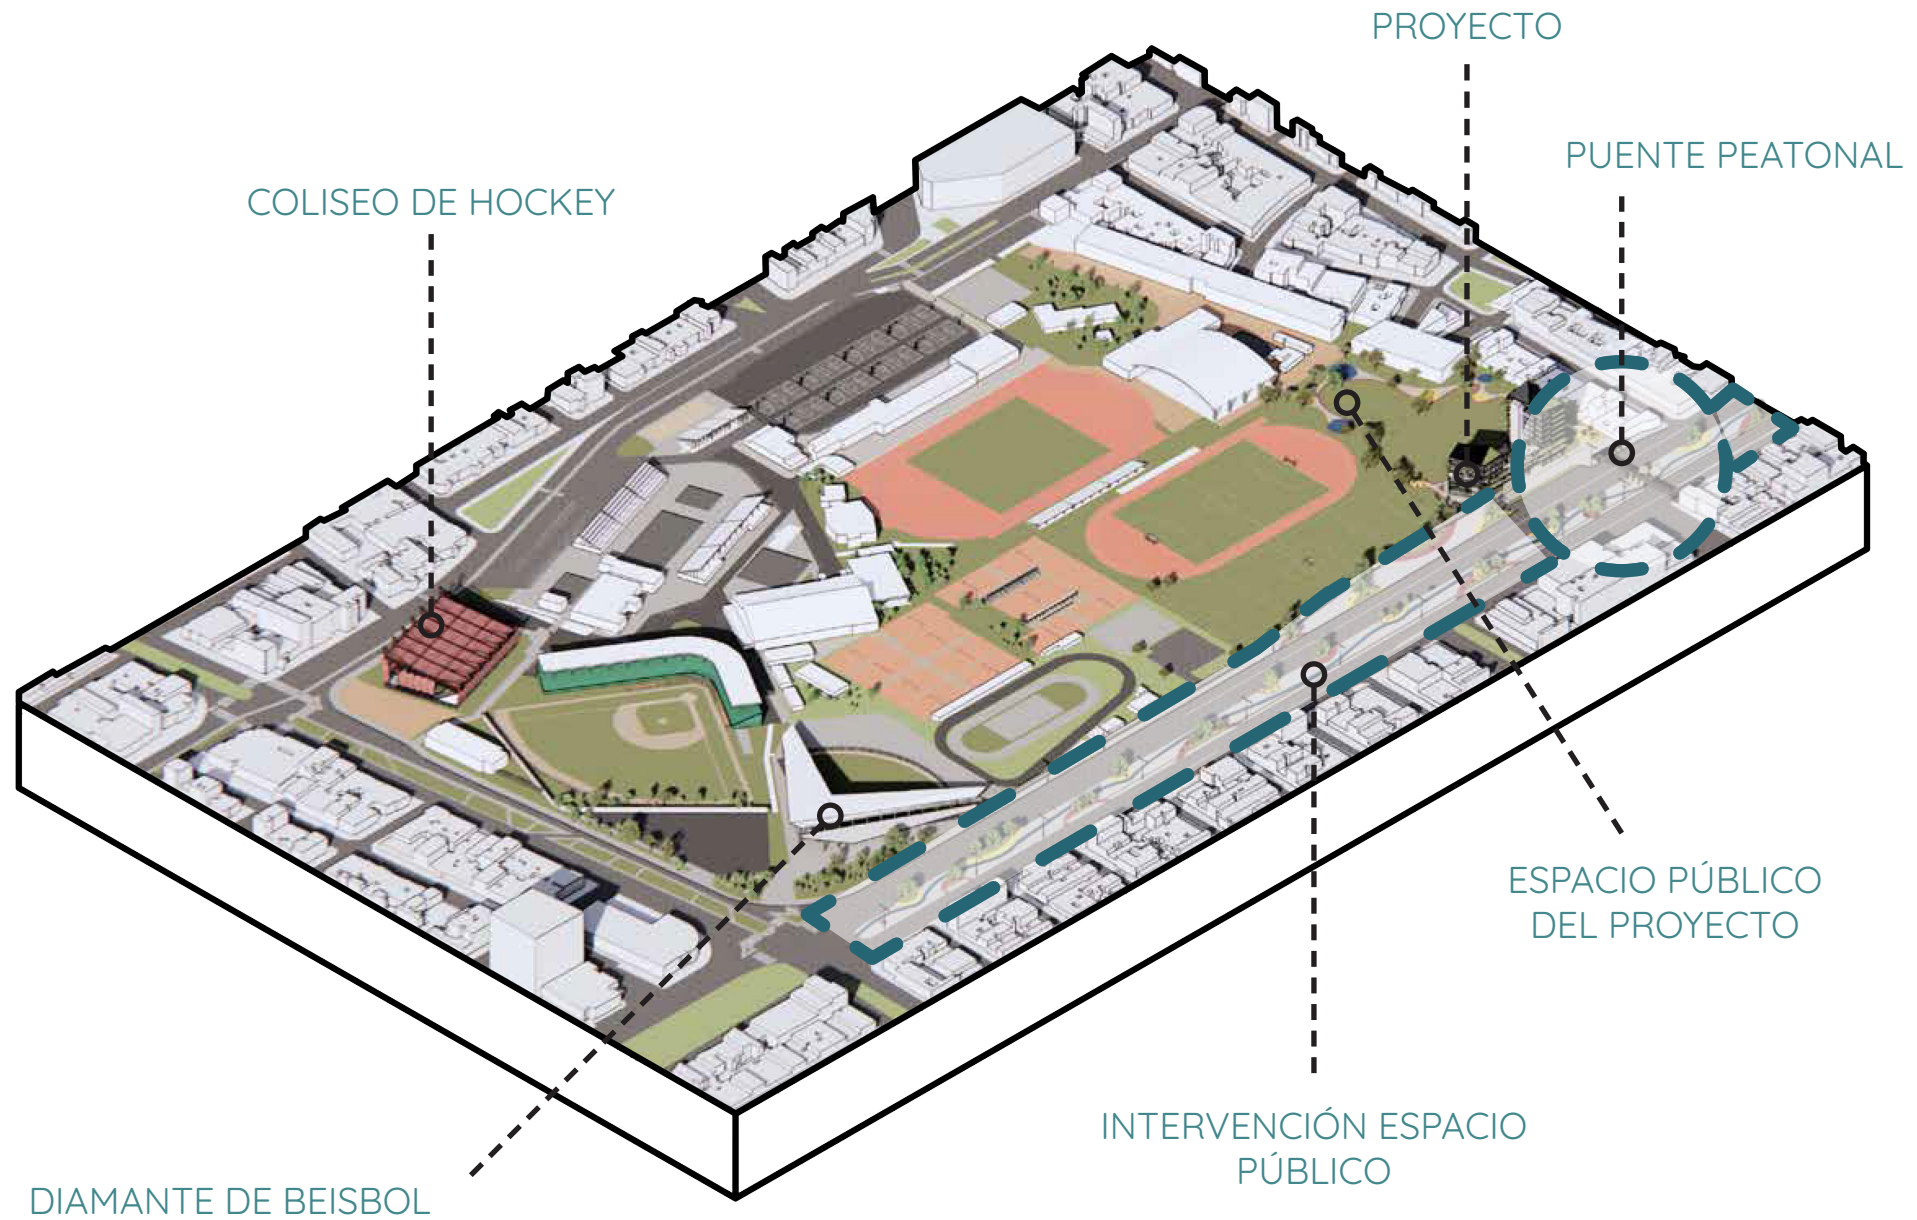 PROYECTO
PUENTE PEATONAL
COLISEO DE HOCKEY
ESPACIO PÚBLICO
DEL PROYECTO
INTERVENCIÓN ESPACIO
PÚBLICO
DIAMANTE DE BEISBOL